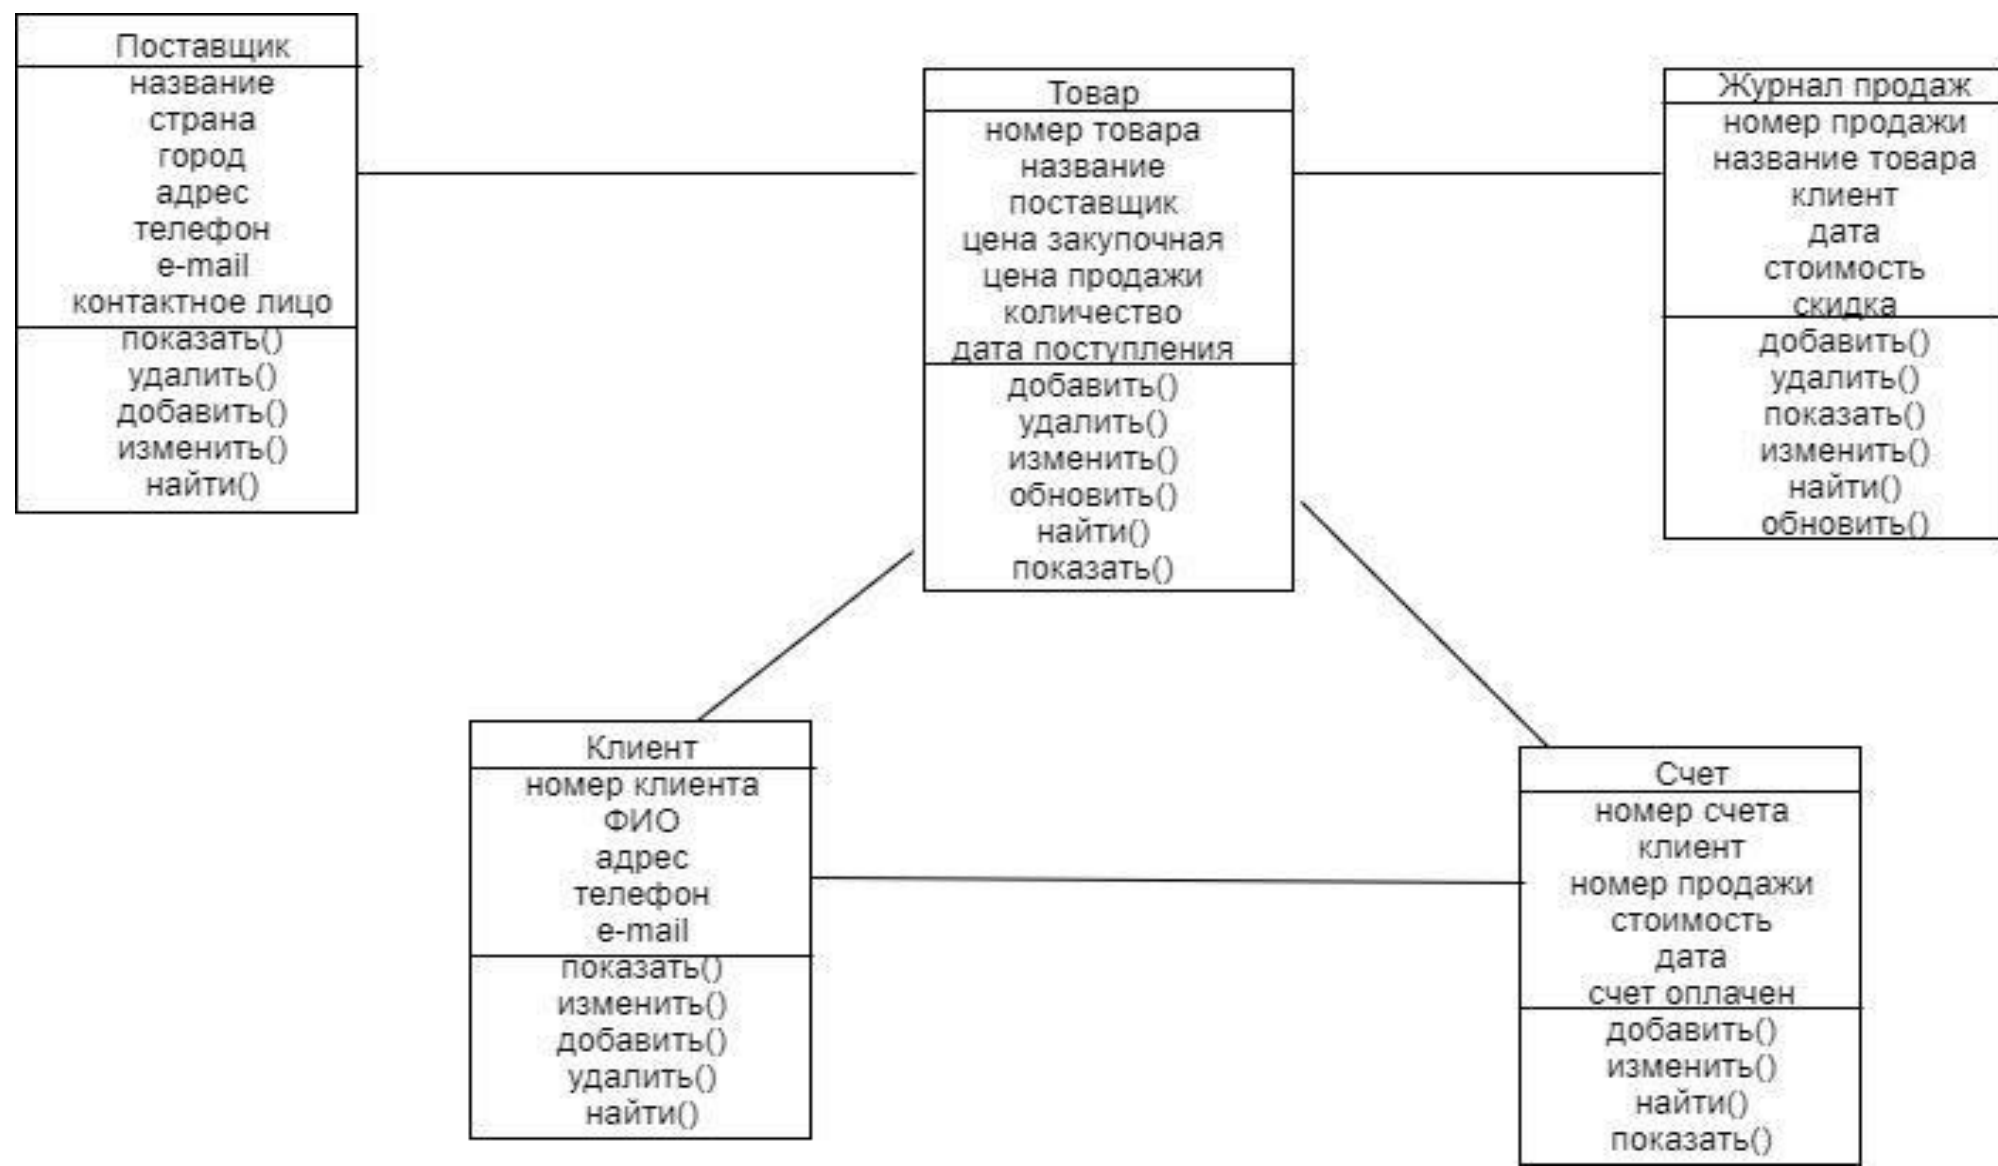 Поставщик
название
страна
город
адрес
телефон
e-mail
контактное лицо
показать()
удалить()
добавить()
изменить()
найти()
Товар
номер товара
название
поставщик
цена закупочная
цена продажи
количество
дата поступления
добавить()
удалить()
изменить()
обновить()
найти()
показать()
Журнал продаж
номер продажи
название товара
клиент
дата
стоимость
скидка
добавить()
удалить()
показать()
изменить()
найти()
обновить()
Клиент
номер клиента
ФИО
адрес
телефон
e-mail
показать()
изменить()
добавить()
удалить()
найти()
Счет
номер счета
клиент
номер продажи
стоимость
дата
счет оплачен
добавить()
изменить()
найти()
показать()